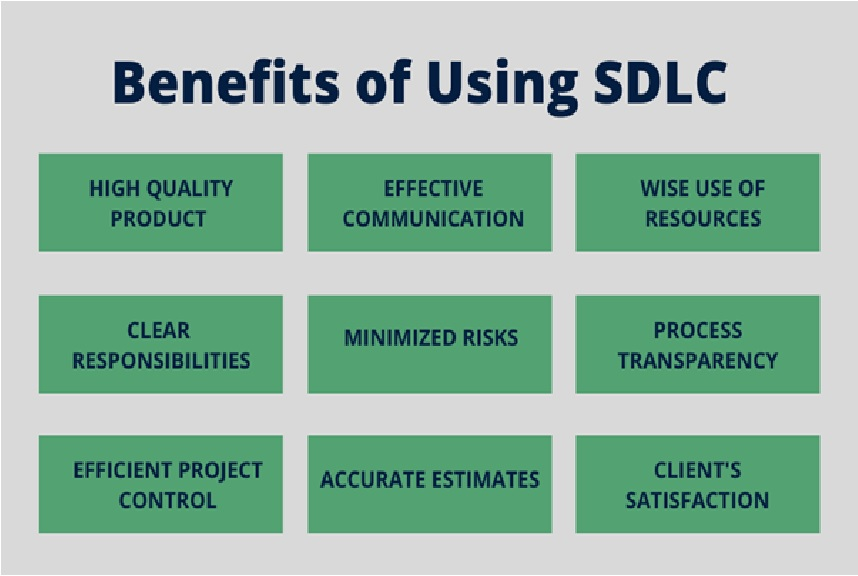 Benefits of Using SDLC
HIGH QUALITY
PRODUCT
EFFECTIVE
COMMUNICATION
WISE USE OF
RESOURCES
CLEAR
RESPONSIBILITIES
MINIMIZED RISKS
PROCESS
TRANSPARENCY
EFFICIENT PROJECT
CONTROL
ACCURATE ESTIMATES
CLIENT'S
SATISFACTION